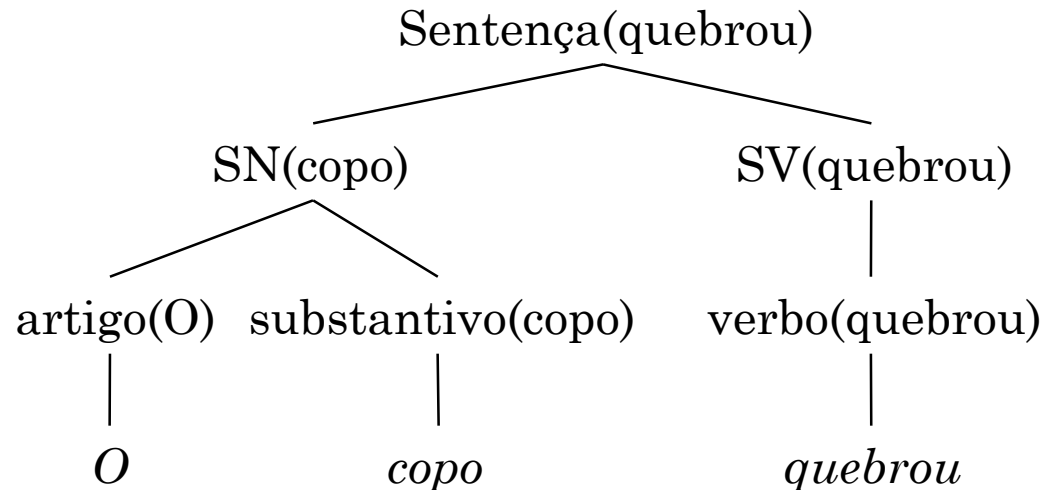 Sentença(quebrou)
SN(copo) SV(quebrou)
artigo(O) substantivo(copo) verbo(quebrou)
O copo quebrou